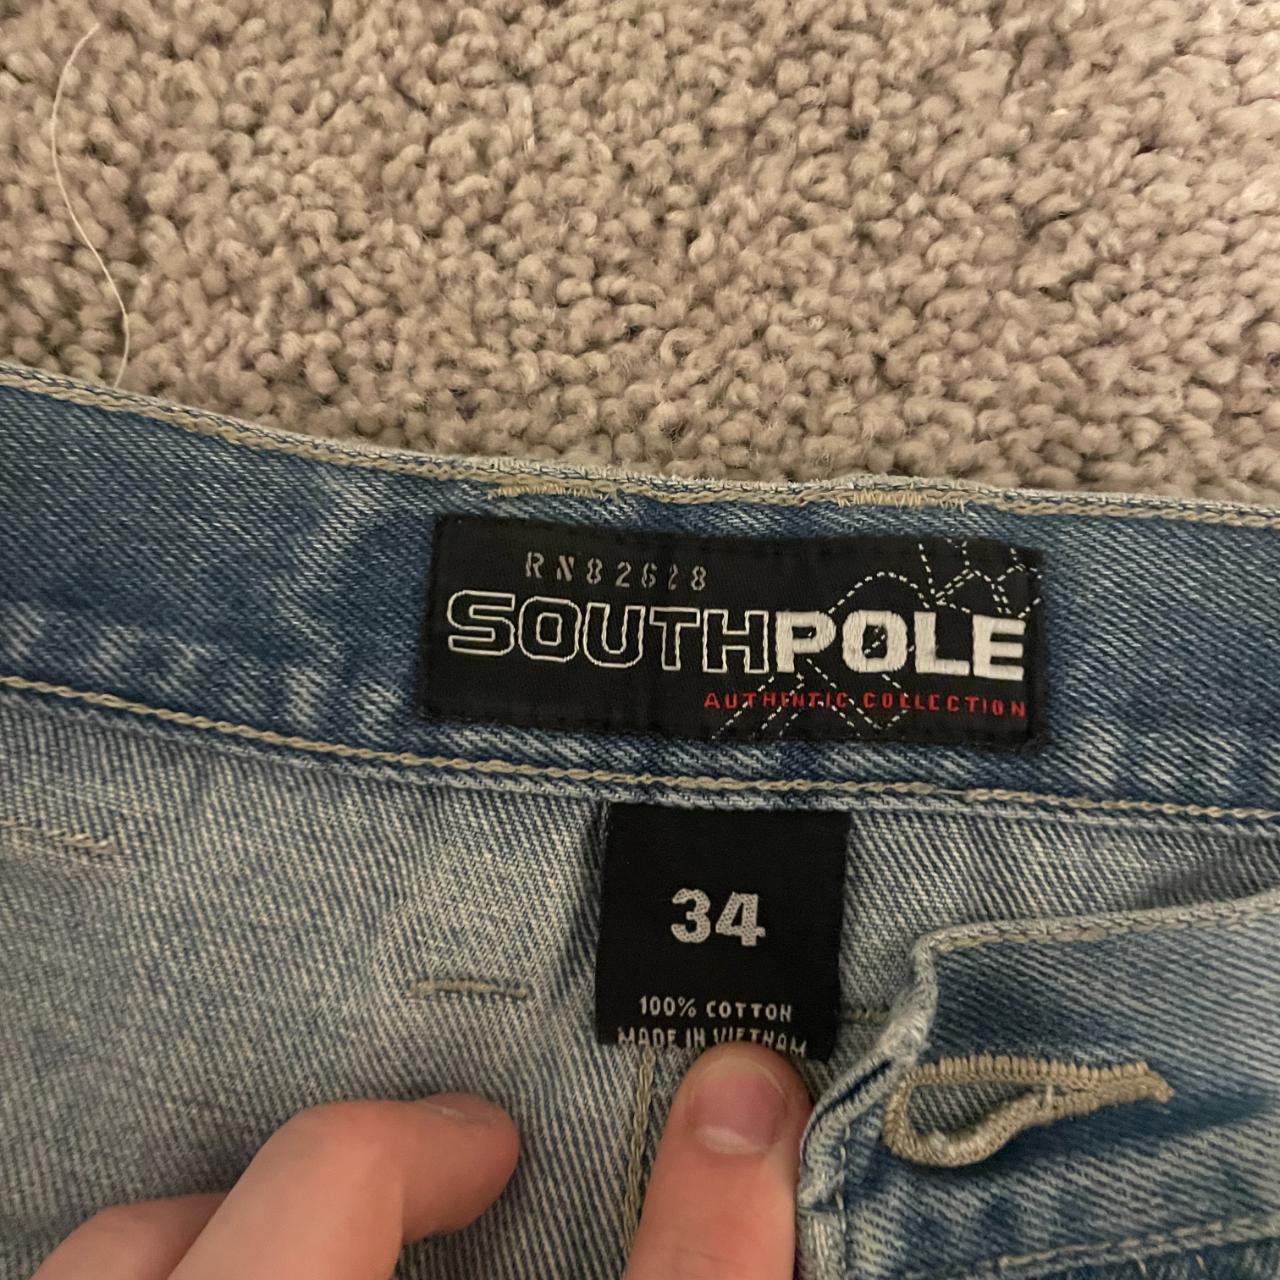 RN82628
SOUTHPOLE
AUTHENTIC COLLECTION
34
100% COTTON
MADE IN VIETNAM